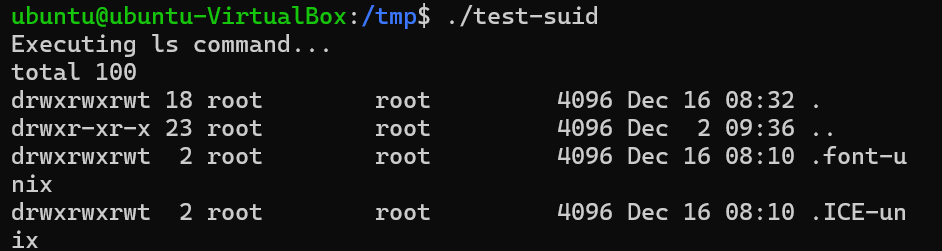 ubuntu@ubuntu-VirtualBox:/tmp$ ./test-suid
Executing ls command...
total 100
drwxrwxrwt 18 root        root         4096 Dec 16 08:32 .
drwxr-xr-x 23 root        root         4096 Dec  2 09:36 ..
drwxrwxrwt  2 root        root         4096 Dec 16 08:10 .font-u
nix
drwxrwxrwt  2 root        root         4096 Dec 16 08:10 .ICE-un
ix